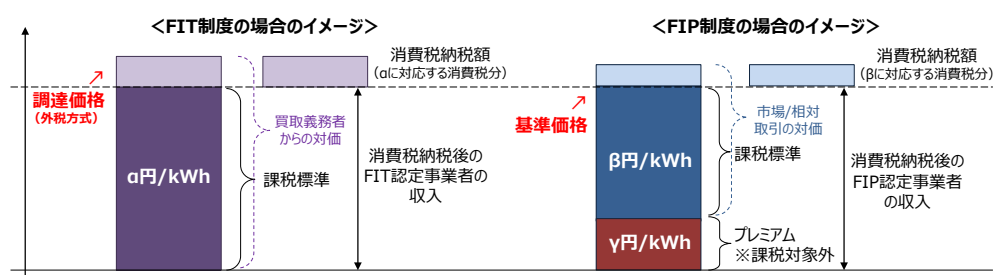 <FIT制度の場合のイメージ>
消費税納税額
(αに対応する消費税分)
調達価格
(外税方式)
買取義務者
からの対価
α円/kWh
課税標準
消費税納税後の
FIT認定事業者の
収入
<FIP制度の場合のイメージ>
消費税納税額
(βに対応する消費税分)
基準価格
市場/相対
取引の対価
課税標準
β円/kWh
消費税納税後の
FIP認定事業者
の収入
γ円/kWh
プレミアム
※課税対象外